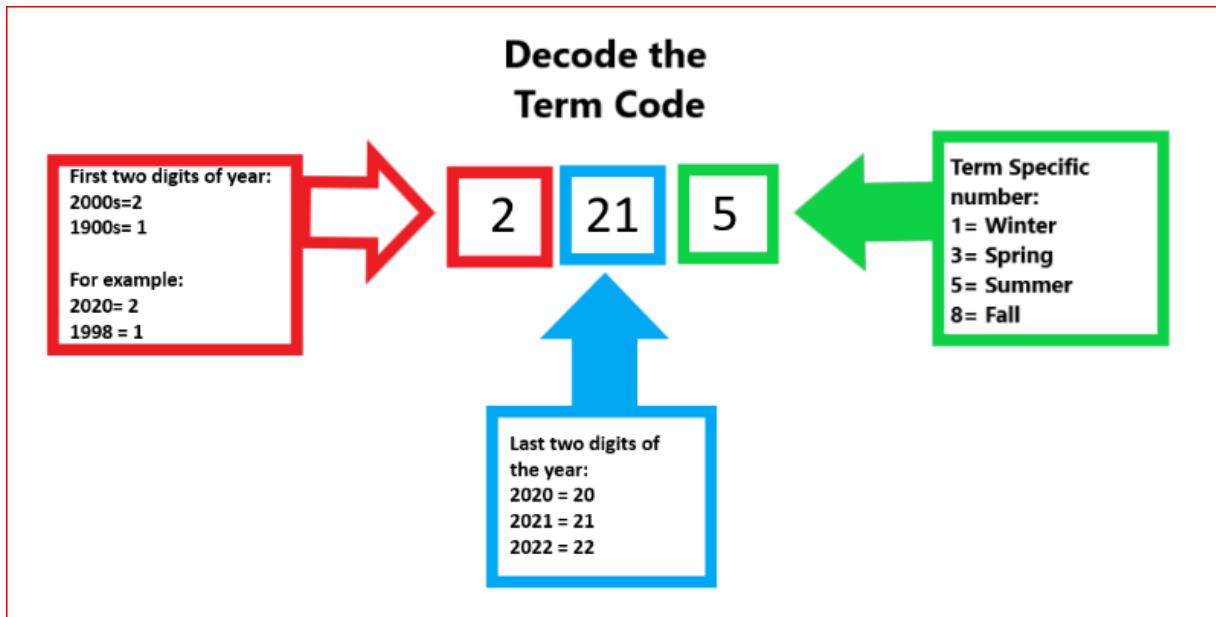 Decode the
Term Code
First two digits of year:
2000s=2
1900s= 1
For example:
2020= 2
1998 = 1
2
21
5
Term Specific
number:
1= Winter
3= Spring
5= Summer
8= Fall
Last two digits of
the year:
2020 = 20
2021 = 21
2022 = 22